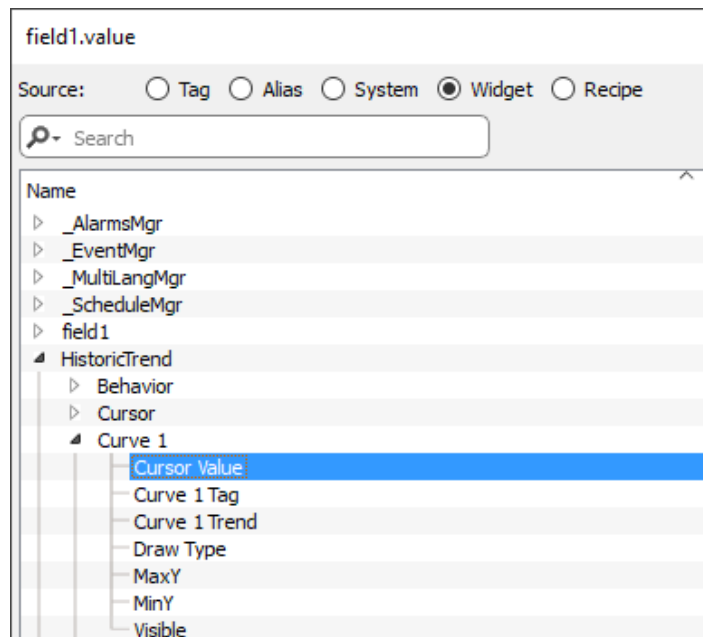 field1.value
Source: Tag Alias System Widget Recipe
Search
Name
_AlarmsMgr
_EventMgr
_MultiLangMgr
_ScheduleMgr
field1
HistoricTrend
Behavior
Cursor
Curve 1
Cursor Value
Curve 1 Tag
Curve 1 Trend
Draw Type
MaxY
MinY
Visible